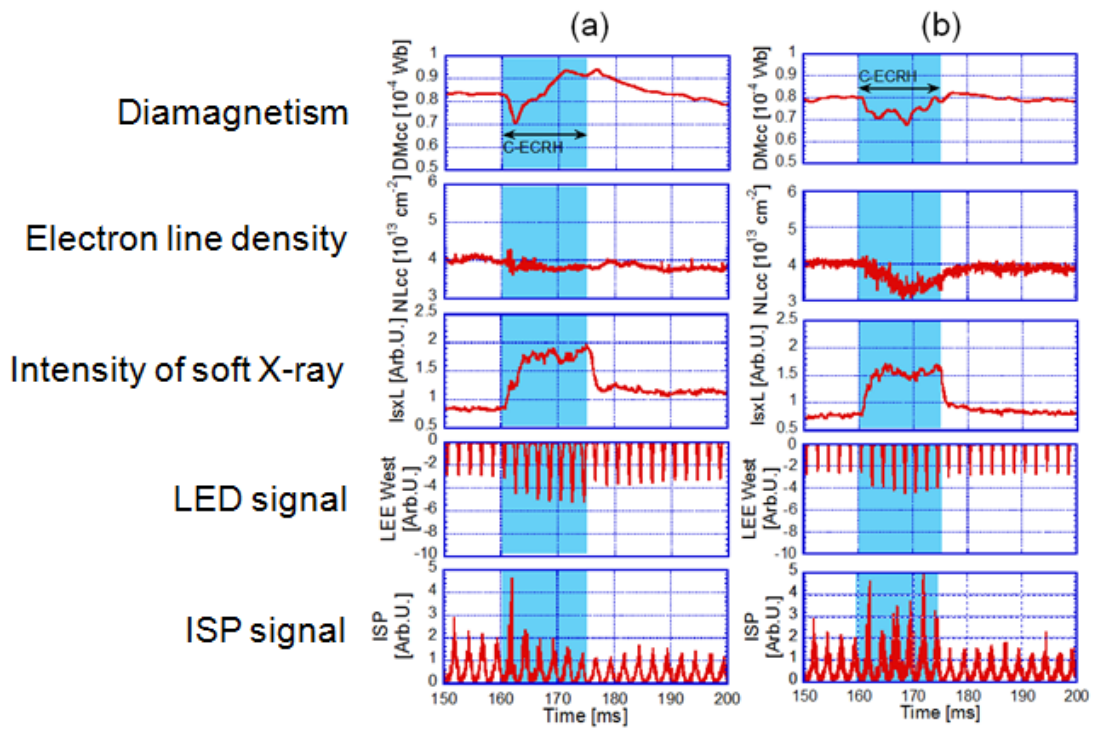 (a) (b)
Diamagnetism
DMcc [10⁻⁴ Wb]
1
0.9
0.8
0.7
0.6
0.5
C-ECRH
DMcc [10⁻⁴ Wb]
1
0.9
0.8
0.7
0.6
0.5
C-ECRH
Electron line density
NLcc [10¹³ cm⁻²]
6
5
4
3
NLcc [10¹³ cm⁻²]
6
5
4
3
Intensity of soft X-ray
IsxL [Arb.U.]
2.5
2
1.5
1
0.5
IsxL [Arb.U.]
2.5
2
1.5
1
0.5
LED signal
LEE West
[Arb.U.]
0
-2
-4
-6
-8
-10
LEE West
[Arb.U.]
0
-2
-4
-6
-8
-10
ISP signal
ISP
[Arb.U.]
5
4
3
2
1
0
150 160 170 180 190 200
Time [ms]
ISP
[Arb.U.]
5
4
3
2
1
0
150 160 170 180 190 200
Time [ms]